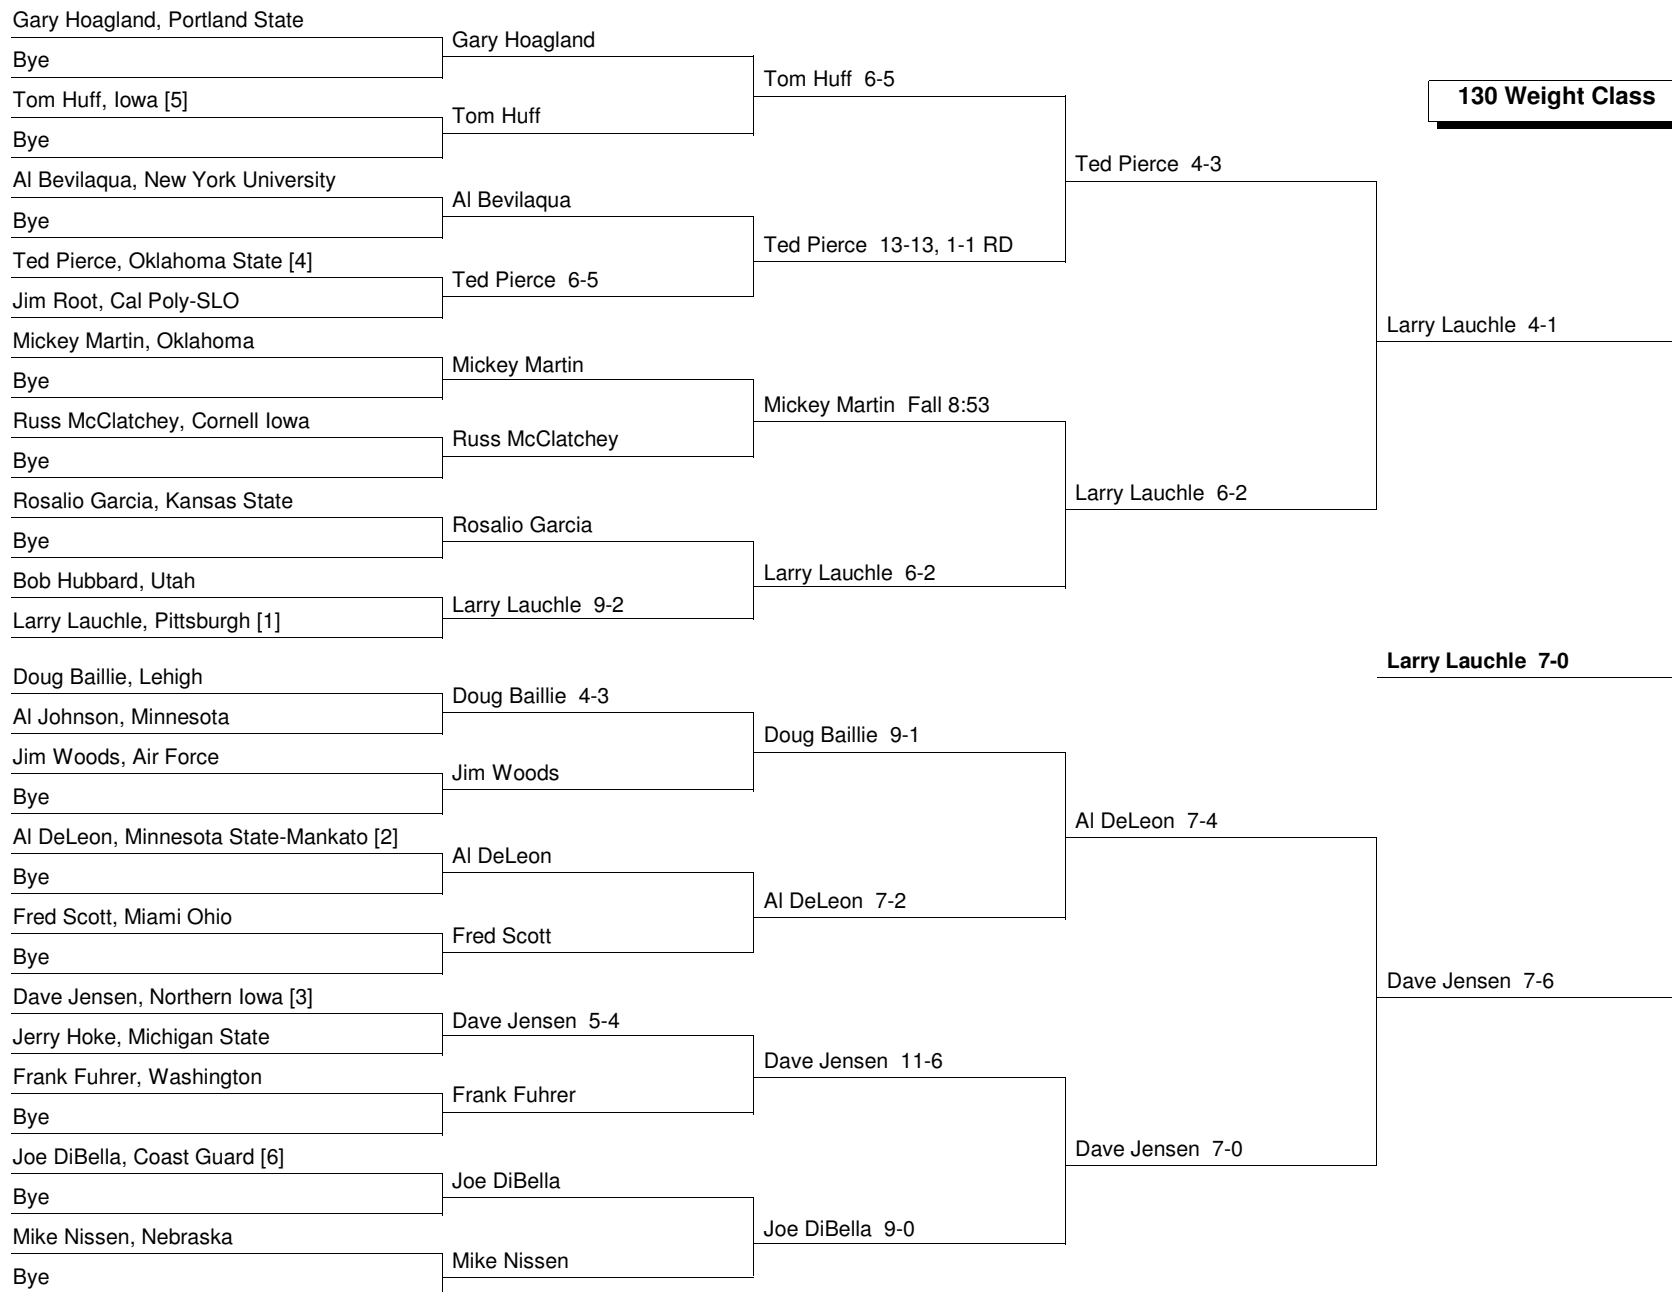 Gary Hoagland, Portland State
Bye
Tom Huff, Iowa [5]
Bye
Al Bevilaqua, New York University
Bye
Ted Pierce, Oklahoma State [4]
Jim Root, Cal Poly-SLO
Mickey Martin, Oklahoma
Bye
Russ McClatchey, Cornell Iowa
Bye
Rosalio Garcia, Kansas State
Bye
Bob Hubbard, Utah
Larry Lauchle, Pittsburgh [1]
Doug Baillie, Lehigh
Al Johnson, Minnesota
Jim Woods, Air Force
Bye
Al DeLeon, Minnesota State-Mankato [2]
Bye
Fred Scott, Miami Ohio
Bye
Dave Jensen, Northern Iowa [3]
Jerry Hoke, Michigan State
Frank Fuhrer, Washington
Bye
Joe DiBella, Coast Guard [6]
Bye
Mike Nissen, Nebraska
Bye
Gary Hoagland
Tom Huff
Al Bevilaqua
Ted Pierce 6-5
Mickey Martin
Russ McClatchey
Rosalio Garcia
Larry Lauchle 9-2
Doug Baillie 4-3
Jim Woods
Al DeLeon
Fred Scott
Dave Jensen 5-4
Frank Fuhrer
Joe DiBella
Mike Nissen
Tom Huff 6-5
Ted Pierce 13-13, 1-1 RD
Mickey Martin Fall 8:53
Larry Lauchle 6-2
Doug Baillie 9-1
Al DeLeon 7-2
Dave Jensen 11-6
Joe DiBella 9-0
Ted Pierce 4-3
Larry Lauchle 6-2
Al DeLeon 7-4
Dave Jensen 7-0
130 Weight Class
Larry Lauchle 4-1
Larry Lauchle 7-0
Dave Jensen 7-6